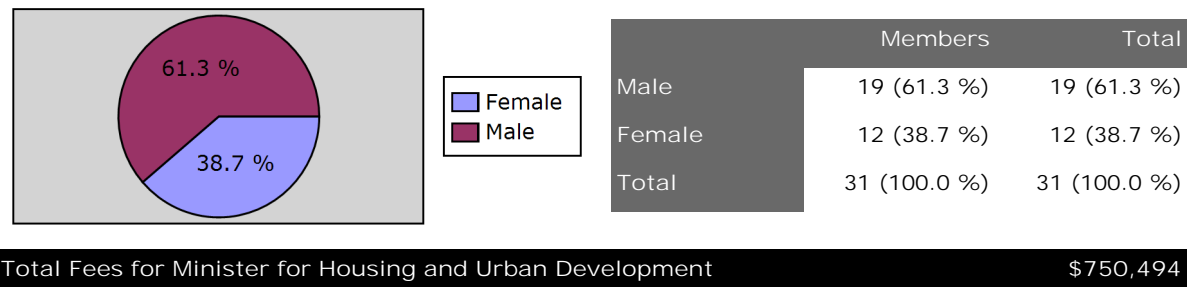 61.3 %
38.7 %
Female
Male
Members Total
Male 19 (61.3 %) 19 (61.3 %)
Female 12 (38.7 %) 12 (38.7 %)
Total 31 (100.0 %) 31 (100.0 %)
Total Fees for Minister for Housing and Urban Development $750,494